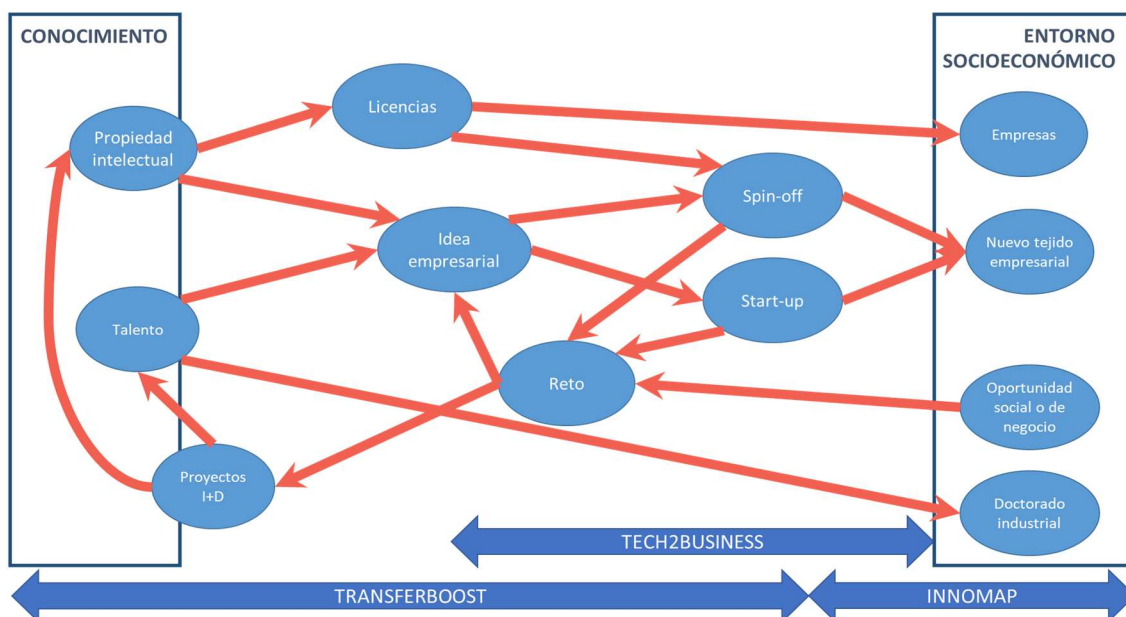 CONOCIMIENTO
ENTORNO
SOCIOECONÓMICO
Licencias
Empresas
Propiedad
intelectual
Spin-off
Idea
empresarial
Nuevo tejido
empresarial
Start-up
Talento
Reto
Oportunidad
social o de
negocio
Proyectos
I+D
Doctorado
industrial
TECH2BUSINESS
TRANSFERBOOST
INNOMAP